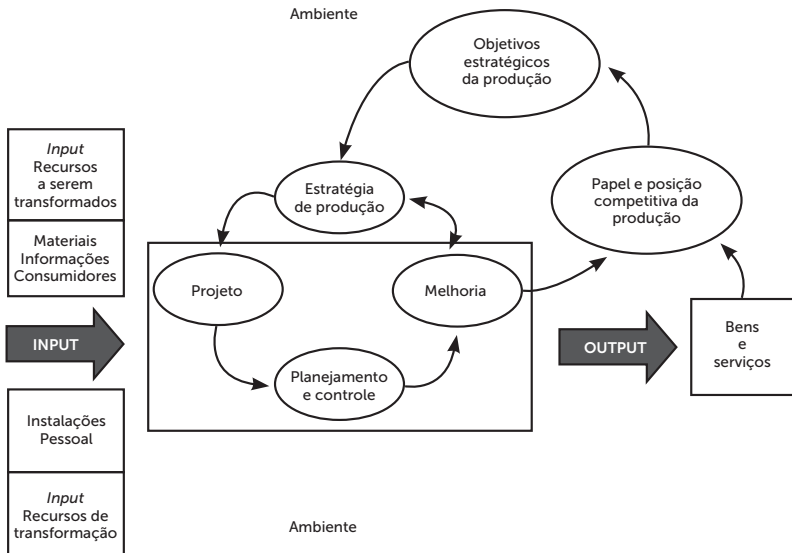 Ambiente
Objetivos
estratégicos
da produção
Input
Recursos
a serem
transformados
Materiais
Informações
Consumidores
Estratégia
de produção
Papel e posição
competitiva da
produção
Projeto
Melhoria
Planejamento
e controle
INPUT
OUTPUT
Bens
e
serviços
Instalações
Pessoal
Input
Recursos de
transformação
Ambiente